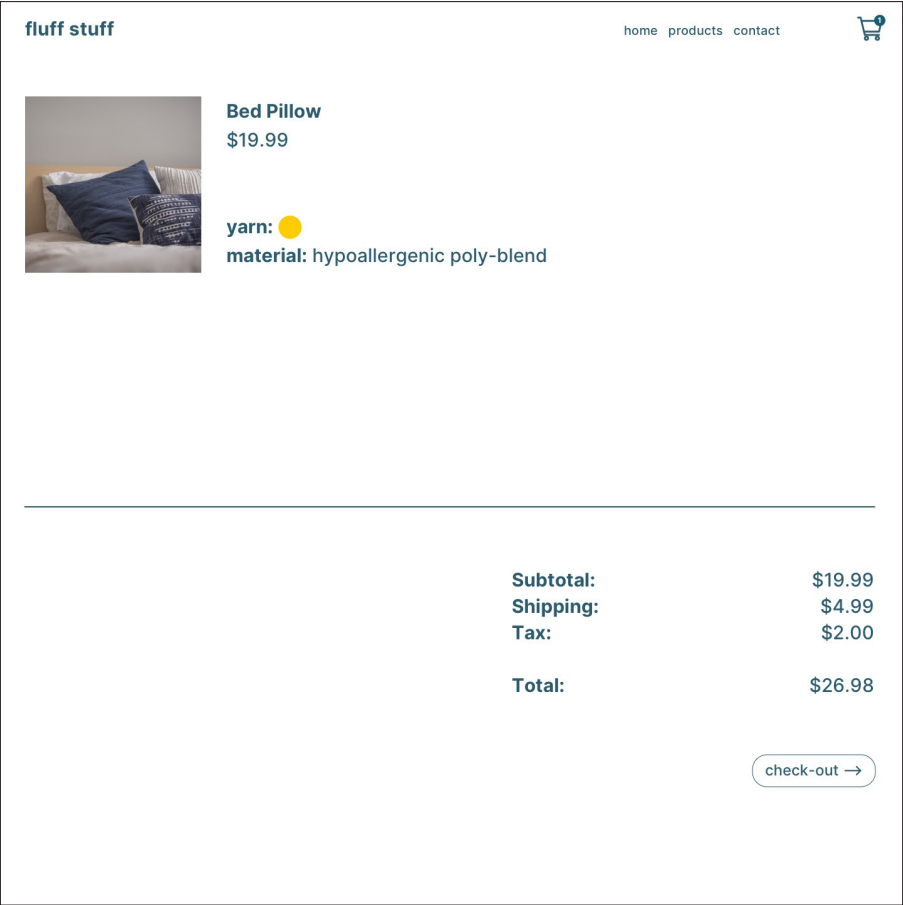 fluff stuff
home products contact
1
Bed Pillow
$19.99
yarn:
material: hypoallergenic poly-blend
Subtotal: $19.99
Shipping: $4.99
Tax: $2.00
Total: $26.98
check-out →